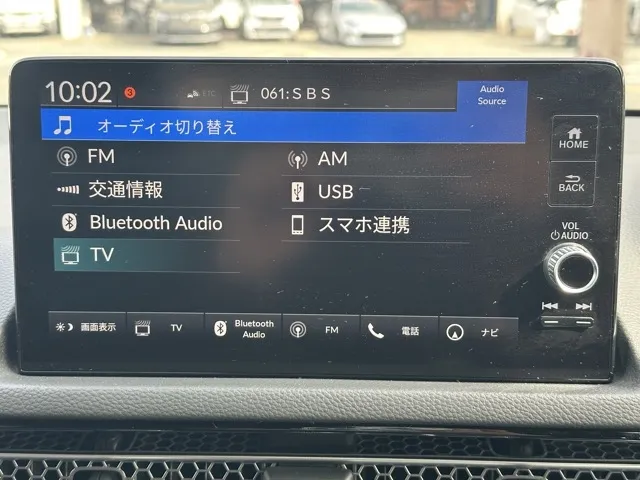 10:02 3 ETC 061:SBS Audio Source
オーディオ切り替え
FM AM
交通情報 USB
Bluetooth Audio スマホ連携
TV
HOME
BACK
VOL
AUDIO
画面表示 TV Bluetooth Audio FM 電話 ナビ